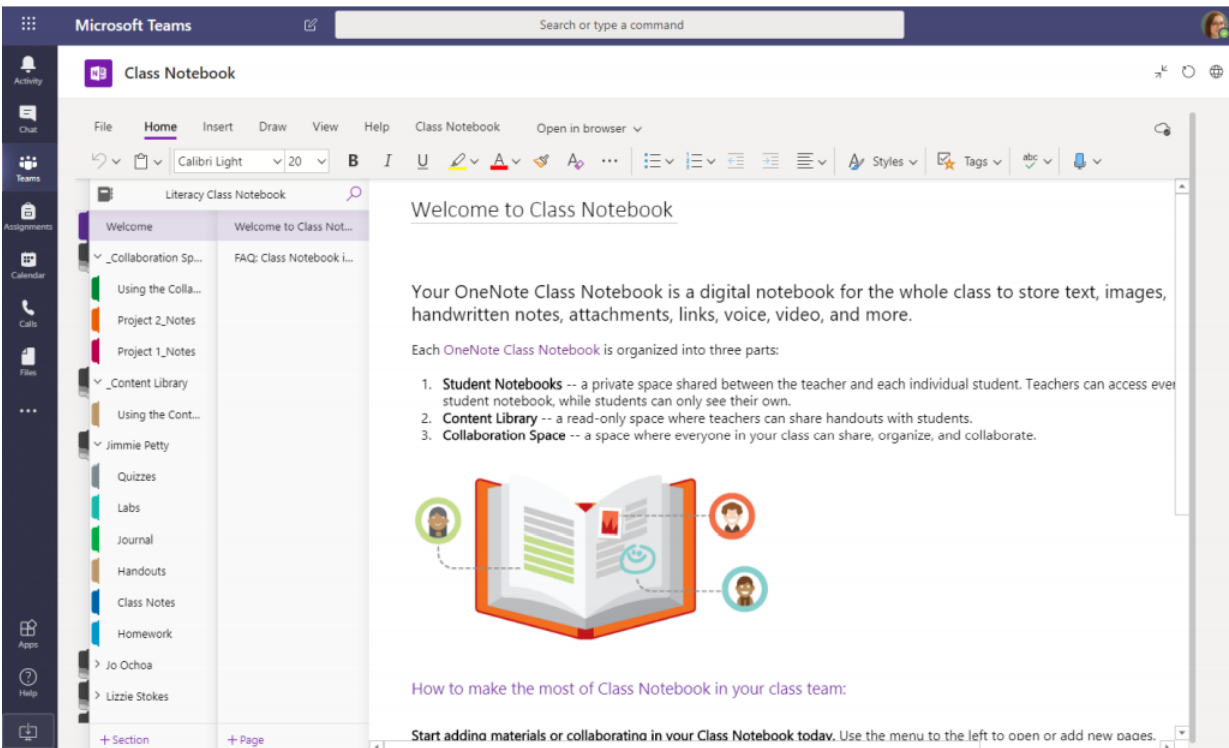 Microsoft Teams
Search or type a command
Activity
Chat
Teams
Assignments
Calendar
Calls
Files
Apps
Help
Class Notebook
File Home Insert Draw View Help Class Notebook Open in browser
Calibri Light 20 B I U A A Styles Tags abc
Literacy Class Notebook
Welcome
_Collaboration Sp...
Using the Colla...
Project 2_Notes
Project 1_Notes
_Content Library
Using the Cont...
Jimmie Petty
Quizzes
Labs
Journal
Handouts
Class Notes
Homework
Jo Ochoa
Lizzie Stokes
+ Section
Welcome to Class Not...
FAQ: Class Notebook i...
+ Page
Welcome to Class Notebook
Your OneNote Class Notebook is a digital notebook for the whole class to store text, images,
handwritten notes, attachments, links, voice, video, and more.
Each OneNote Class Notebook is organized into three parts:
1. Student Notebooks -- a private space shared between the teacher and each individual student. Teachers can access ever
student notebook, while students can only see their own.
2. Content Library -- a read-only space where teachers can share handouts with students.
3. Collaboration Space -- a space where everyone in your class can share, organize, and collaborate.
How to make the most of Class Notebook in your class team:
Start adding materials or collaborating in your Class Notebook today. Use the menu to the left to open or add new pages.